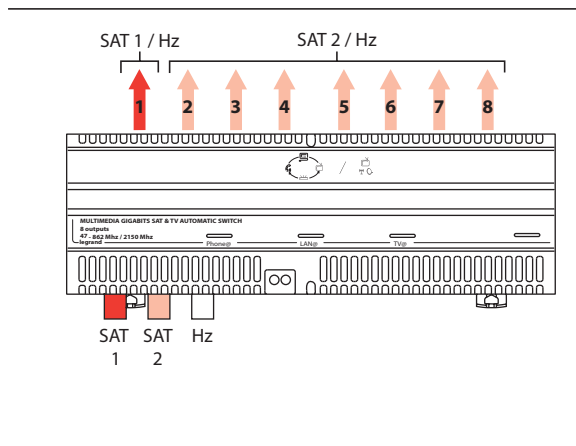 SAT 1 / Hz SAT 2 / Hz
1 2 3 4 5 6 7 8
MULTIMEDIA GIGABITS SAT & TV AUTOMATIC SWITCH
8 outputs
47 - 862 Mhz / 2150 Mhz
legrand Phone@ LAN@ TV@
SAT SAT Hz
1 2